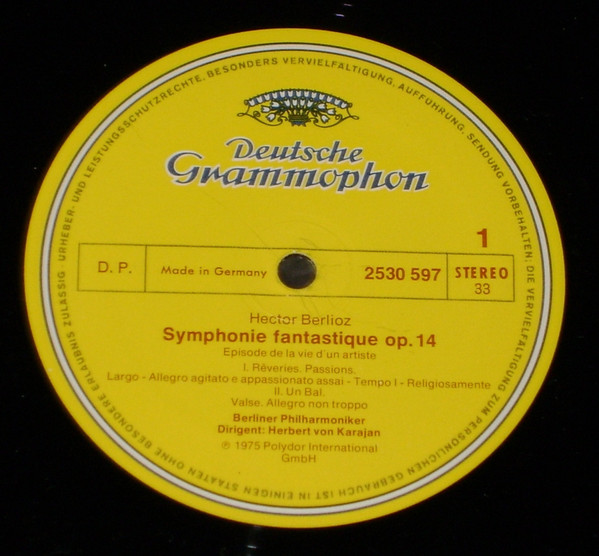 URHEBER- UND LEISTUNGSSCHUTZRECHTE, BESONDERS VERVIELFÄLTIGUNG, AUFFÜHRUNG, SENDUNG VORBEHALTEN; DIE VERVIELFÄLTIGUNG ZUM PERSÖNLICHEN GEBRAUCH IST IN EINIGEN STAATEN OHNE BESONDERE ERLAUBNIS ZULÄSSIG
Deutsche
Grammophon
1
D. P. Made in Germany 2530 597 STEREO
33
Hector Berlioz
Symphonie fantastique op. 14
Episode de la vie d'un artiste
I. Rêveries. Passions.
Largo - Allegro agitato e appassionato assai - Tempo I - Religiosamente
II. Un Bal.
Valse. Allegro non troppo
Berliner Philharmoniker
Dirigent: Herbert von Karajan
℗ 1975 Polydor International
GmbH